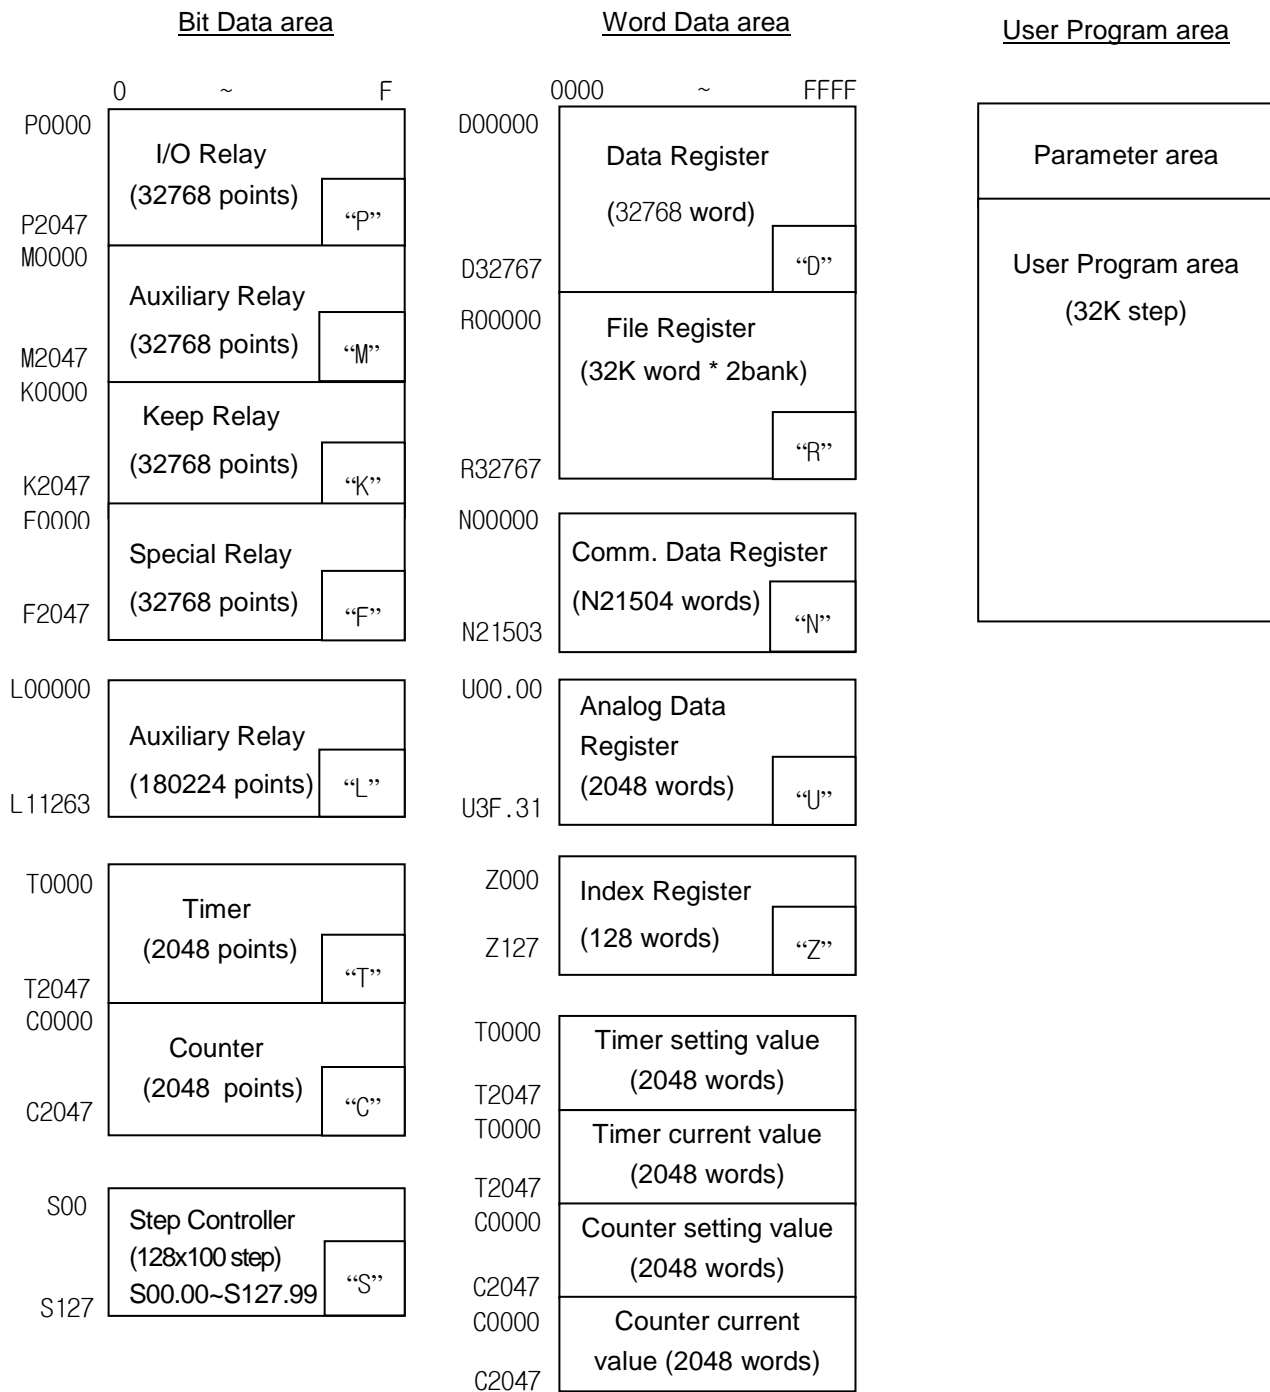 Bit Data area
0 ~ F
P0000
I/O Relay
(32768 points)
“P”
P2047
M0000
Auxiliary Relay
(32768 points)
“M”
M2047
K0000
Keep Relay
(32768 points)
“K”
K2047
F0000
Special Relay
(32768 points)
“F”
F2047
L00000
Auxiliary Relay
(180224 points)
“L”
L11263
T0000
Timer
(2048 points)
“T”
T2047
C0000
Counter
(2048 points)
“C”
C2047
S00
Step Controller
(128x100 step)
S00.00~S127.99
“S”
S127
Word Data area
0000 ~ FFFF
D00000
Data Register
(32768 word)
“D”
D32767
R00000
File Register
(32K word * 2bank)
“R”
R32767
N00000
Comm. Data Register
(N21504 words)
“N”
N21503
U00.00
Analog Data
Register
(2048 words)
“U”
U3F.31
Z000
Index Register
(128 words)
“Z”
Z127
T0000
Timer setting value
(2048 words)
T2047
T0000
Timer current value
(2048 words)
T2047
C0000
Counter setting value
(2048 words)
C2047
C0000
Counter current
value (2048 words)
C2047
User Program area
Parameter area
User Program area
(32K step)